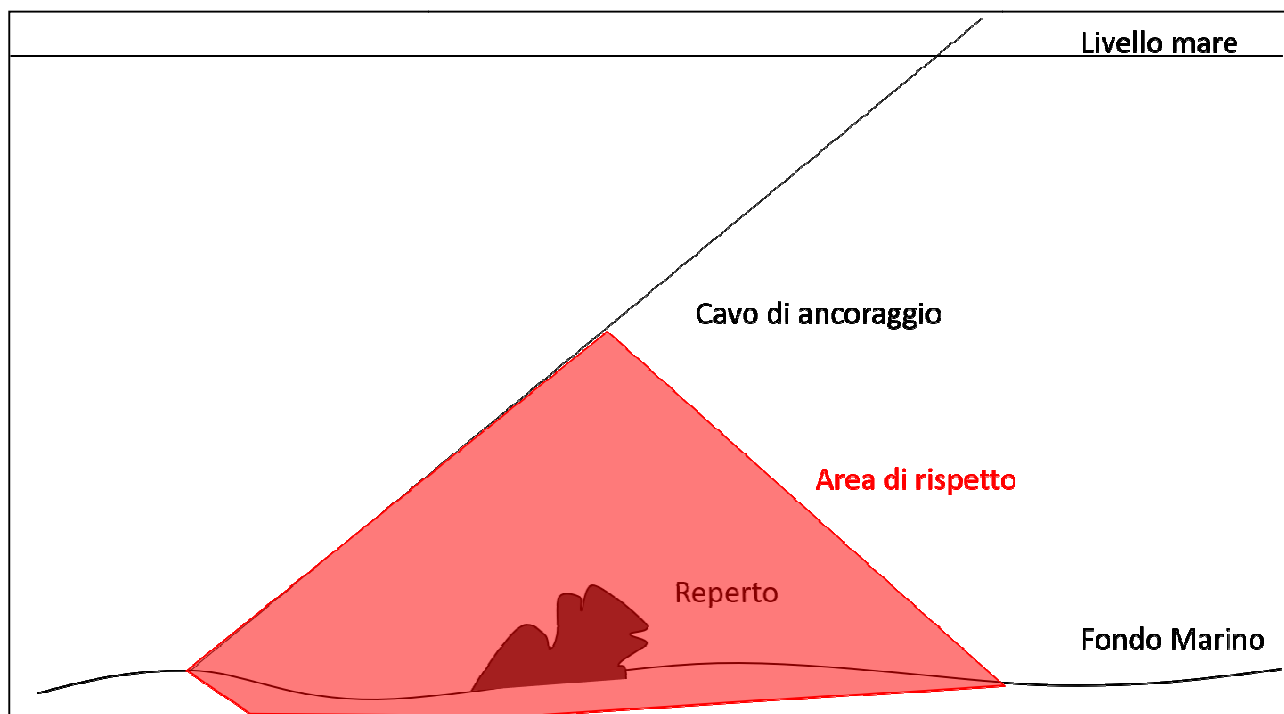 Livello mare
Cavo di ancoraggio
Area di rispetto
Reperto
Fondo Marino